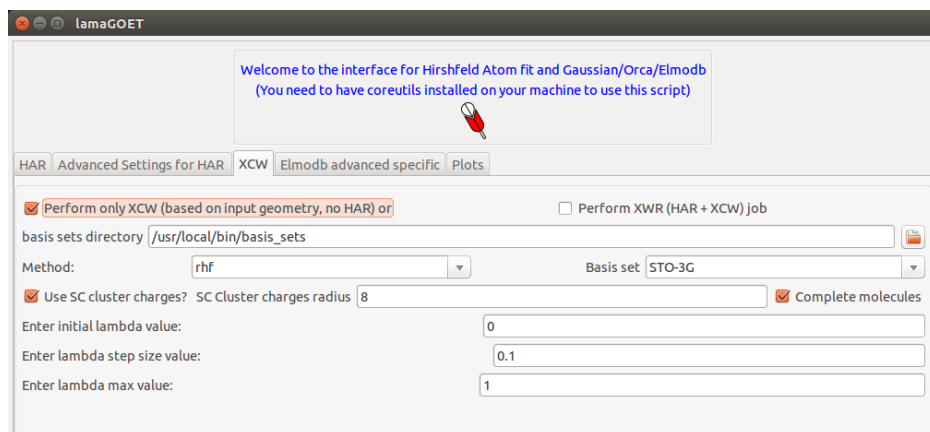 lamaGOET
Welcome to the interface for Hirshfeld Atom fit and Gaussian/Orca/Elmodb
(You need to have coreutils installed on your machine to use this script)
HAR Advanced Settings for HAR XCW Elmodb advanced specific Plots
Perform only XCW (based on input geometry, no HAR) or Perform XWR (HAR + XCW) job
basis sets directory /usr/local/bin/basis_sets
Method: rhf Basis set STO-3G
Use SC cluster charges? SC Cluster charges radius 8 Complete molecules
Enter initial lambda value: 0
Enter lambda step size value: 0.1
Enter lambda max value: 1